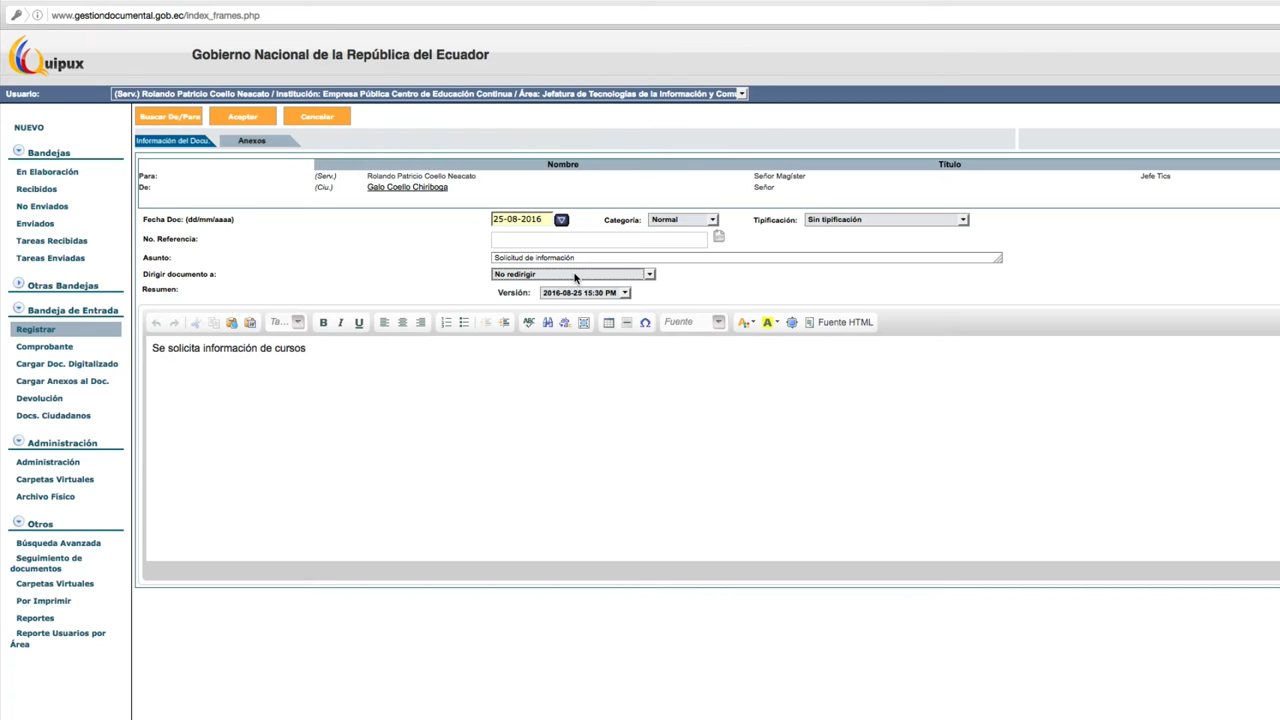 www.gestiondocumental.gob.ec/index_frames.php
Quipux
Gobierno Nacional de la República del Ecuador
Usuario: (Serv.) Rolando Patricio Coello Neacato / Institución: Empresa Pública Centro de Educación Continua / Área: Jefatura de Tecnologías de la Información y Com
Buscar De/Para Aceptar Cancelar
Información del Docu. Anexos
Nombre Título
Para: (Serv.) Rolando Patricio Coello Neacato Señor Magíster Jefe Tics
De: (Ciu.) Galo Coello Chiriboga Señor
Fecha Doc: (dd/mm/aaaa) 25-08-2016 Categoría: Normal Tipificación: Sin tipificación
No. Referencia:
Asunto: Solicitud de información
Dirigir documento a: No redirigir
Resumen: Versión: 2016-08-25 15:30 PM
Ta... B I U Fuente Fuente HTML
Se solicita información de cursos
NUEVO
Bandejas
En Elaboración
Recibidos
No Enviados
Enviados
Tareas Recibidas
Tareas Enviadas
Otras Bandejas
Bandeja de Entrada
Registrar
Comprobante
Cargar Doc. Digitalizado
Cargar Anexos al Doc.
Devolución
Docs. Ciudadanos
Administración
Administración
Carpetas Virtuales
Archivo Físico
Otros
Búsqueda Avanzada
Seguimiento de
documentos
Carpetas Virtuales
Por Imprimir
Reportes
Reporte Usuarios por
Área